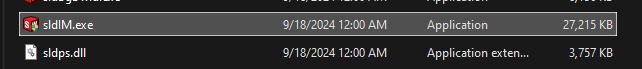 sldIM.exe 9/18/2024 12:00 AM Application 27,215 KB
sldps.dll 9/18/2024 12:00 AM Application exten... 3,757 KB